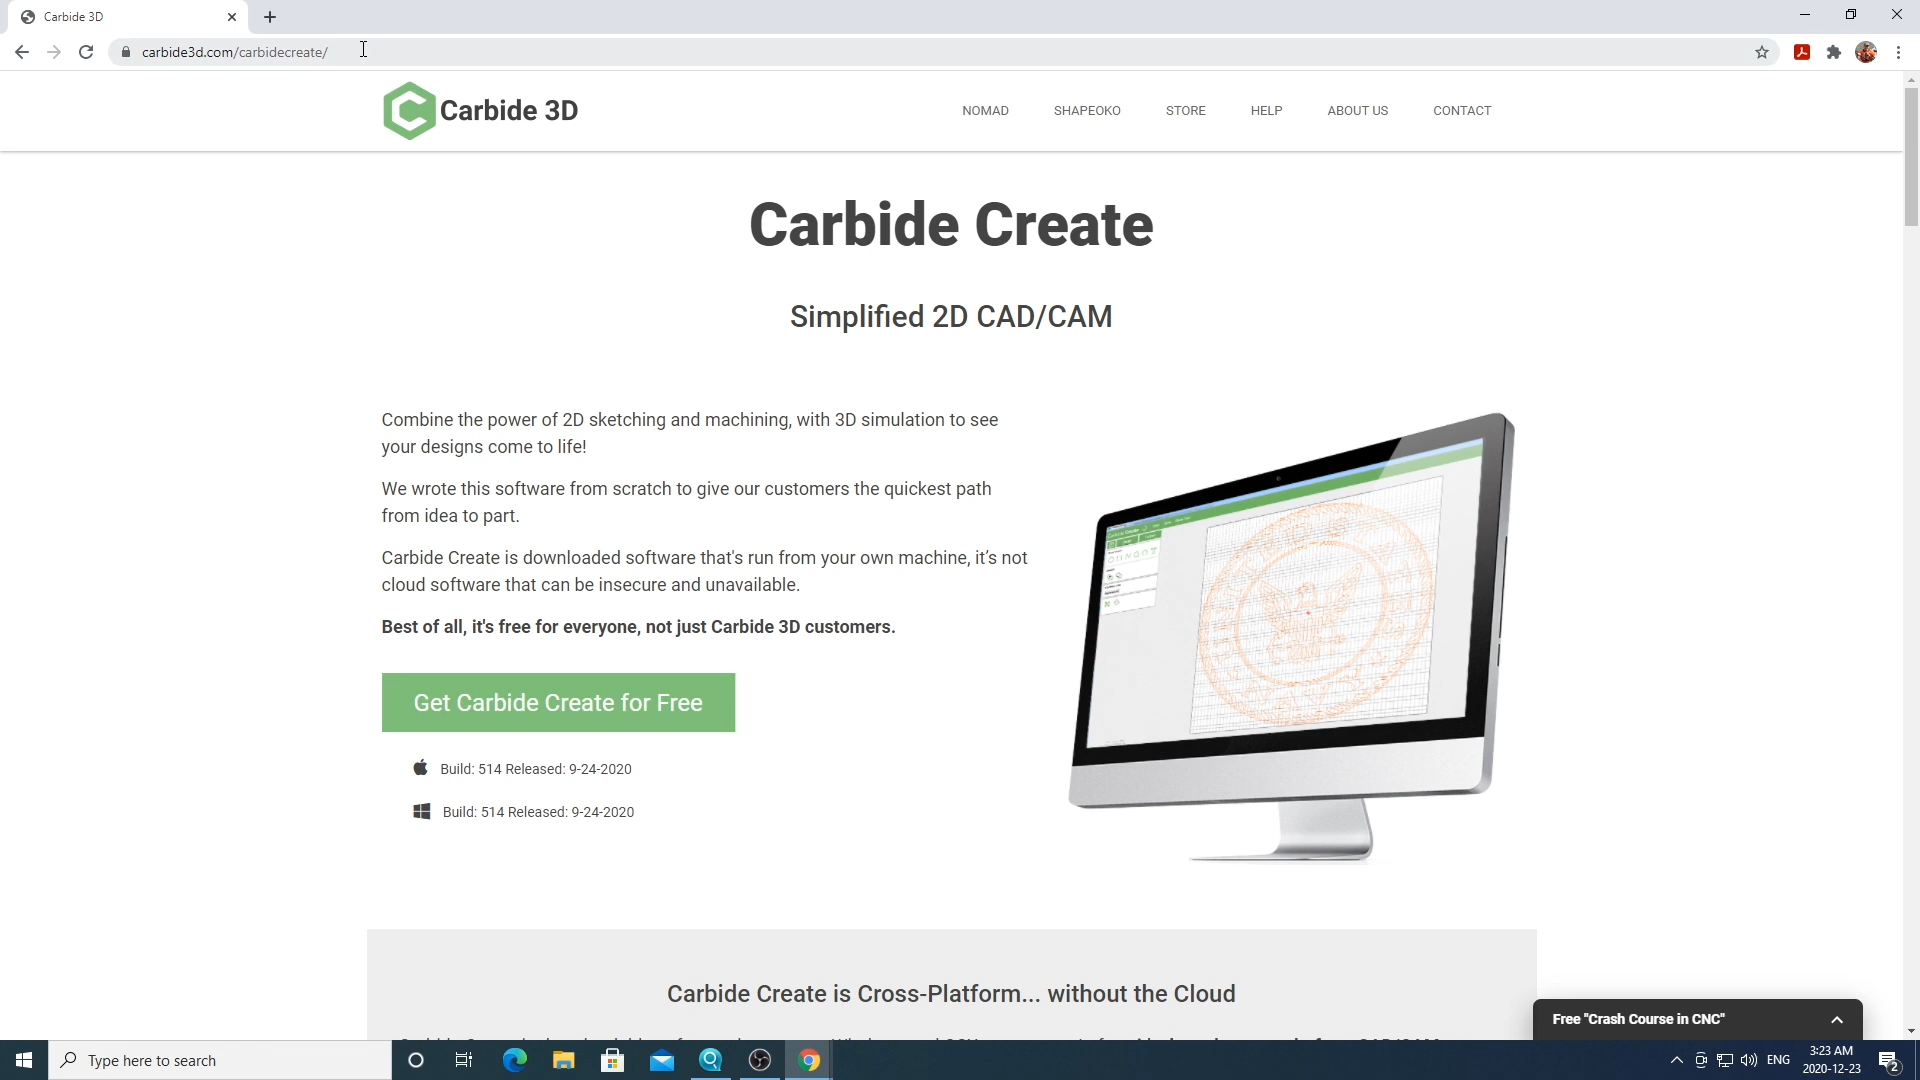 Carbide 3D
carbide3d.com/carbidecreate/
Carbide 3D
NOMAD SHAPEOKO STORE HELP ABOUT US CONTACT
Carbide Create
Simplified 2D CAD/CAM
Combine the power of 2D sketching and machining, with 3D simulation to see
your designs come to life!
We wrote this software from scratch to give our customers the quickest path
from idea to part.
Carbide Create is downloaded software that's run from your own machine, it’s not
cloud software that can be insecure and unavailable.
Best of all, it's free for everyone, not just Carbide 3D customers.
Get Carbide Create for Free
Build: 514 Released: 9-24-2020
Build: 514 Released: 9-24-2020
Carbide Create is Cross-Platform... without the Cloud
Free "Crash Course in CNC"
Type here to search
ENG
3:23 AM
2020-12-23
2